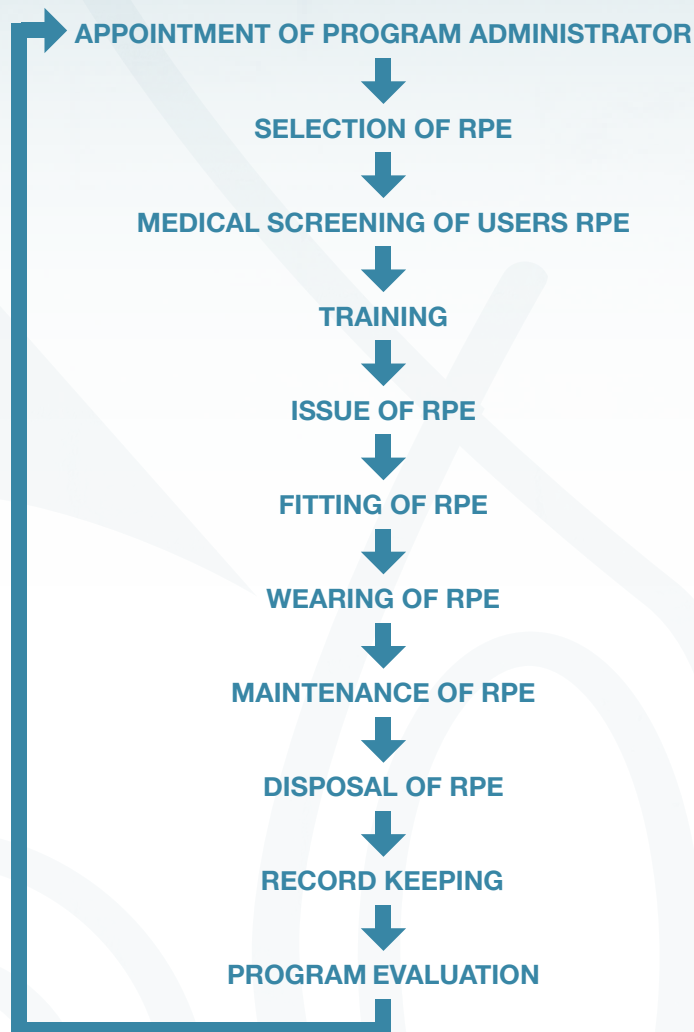 APPOINTMENT OF PROGRAM ADMINISTRATOR
SELECTION OF RPE
MEDICAL SCREENING OF USERS RPE
TRAINING
ISSUE OF RPE
FITTING OF RPE
WEARING OF RPE
MAINTENANCE OF RPE
DISPOSAL OF RPE
RECORD KEEPING
PROGRAM EVALUATION